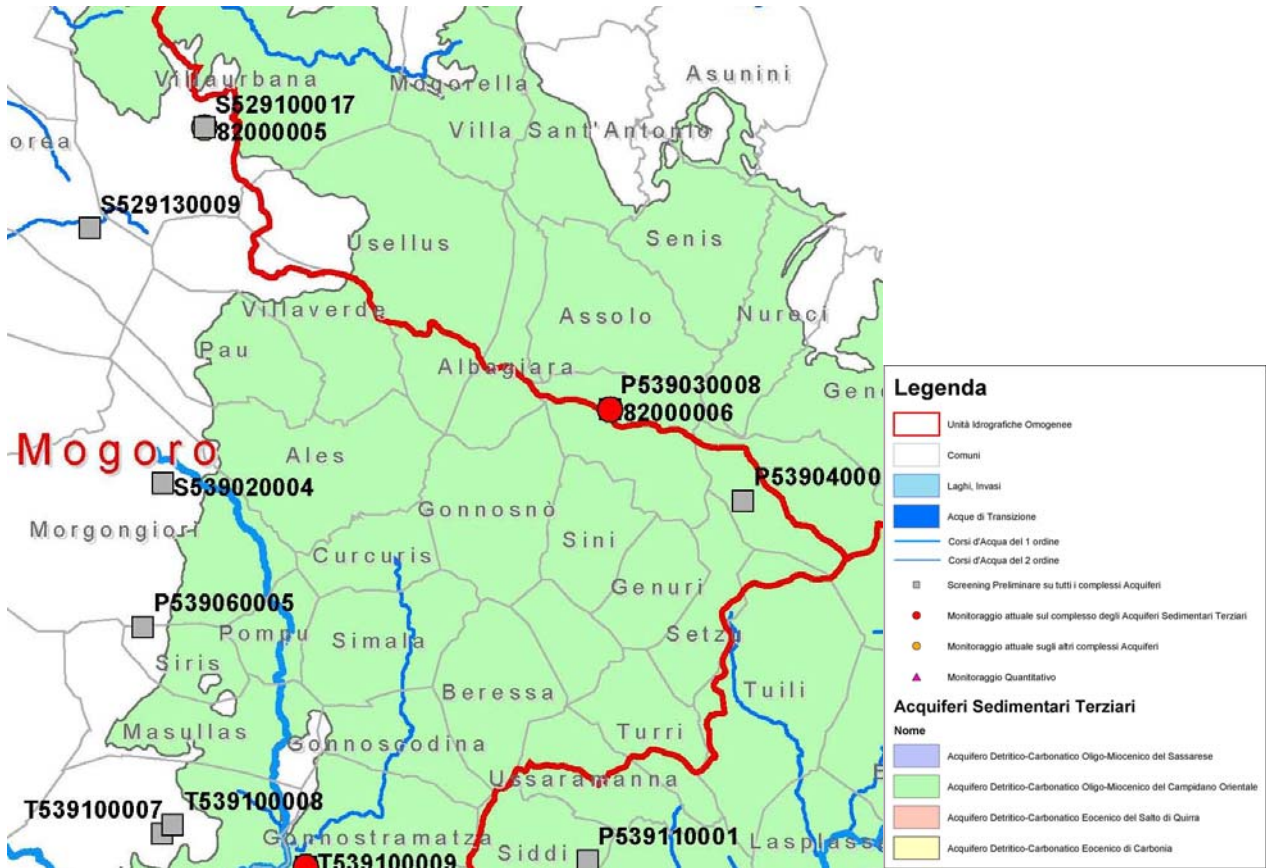 Villaurbana
Mogorella
Asunini
S529100017
82000005
Villa Sant'Antonio
orea
S529130009
Usellus
Senis
Villaverde
Assolo
Nureci
Pau
Albagiara
P539030008
82000006
Gen
Mogoro
Ales
S539020004
P53904000
Gonnosnò
Morgongiori
Sini
Curcuris
Genuri
P539060005
Pompu
Simala
Setzu
Siris
Beressa
Tuili
Masullas
Turri
Gonnoscodina
Ussaramanna
T539100007
T539100008
Gonnostramatza
P539110001
Lasplass
T539100009
Siddi
Legenda
Unità Idrografiche Omogenee
Comuni
Laghi, Invasi
Acque di Transizione
Corsi d'Acqua del 1 ordine
Corsi d'Acqua del 2 ordine
Screening Preliminare su tutti i complessi Acquiferi
Monitoraggio attuale sul complesso degli Acquiferi Sedimentari Terziari
Monitoraggio attuale sugli altri complessi Acquiferi
Monitoraggio Quantitativo
Acquiferi Sedimentari Terziari
Nome
Acquifero Detritico-Carbonatico Oligo-Miocenico del Sassarese
Acquifero Detritico-Carbonatico Oligo-Miocenico del Campidano Orientale
Acquifero Detritico-Carbonatico Eocenico del Salto di Quirra
Acquifero Detritico-Carbonatico Eocenico di Carbonia